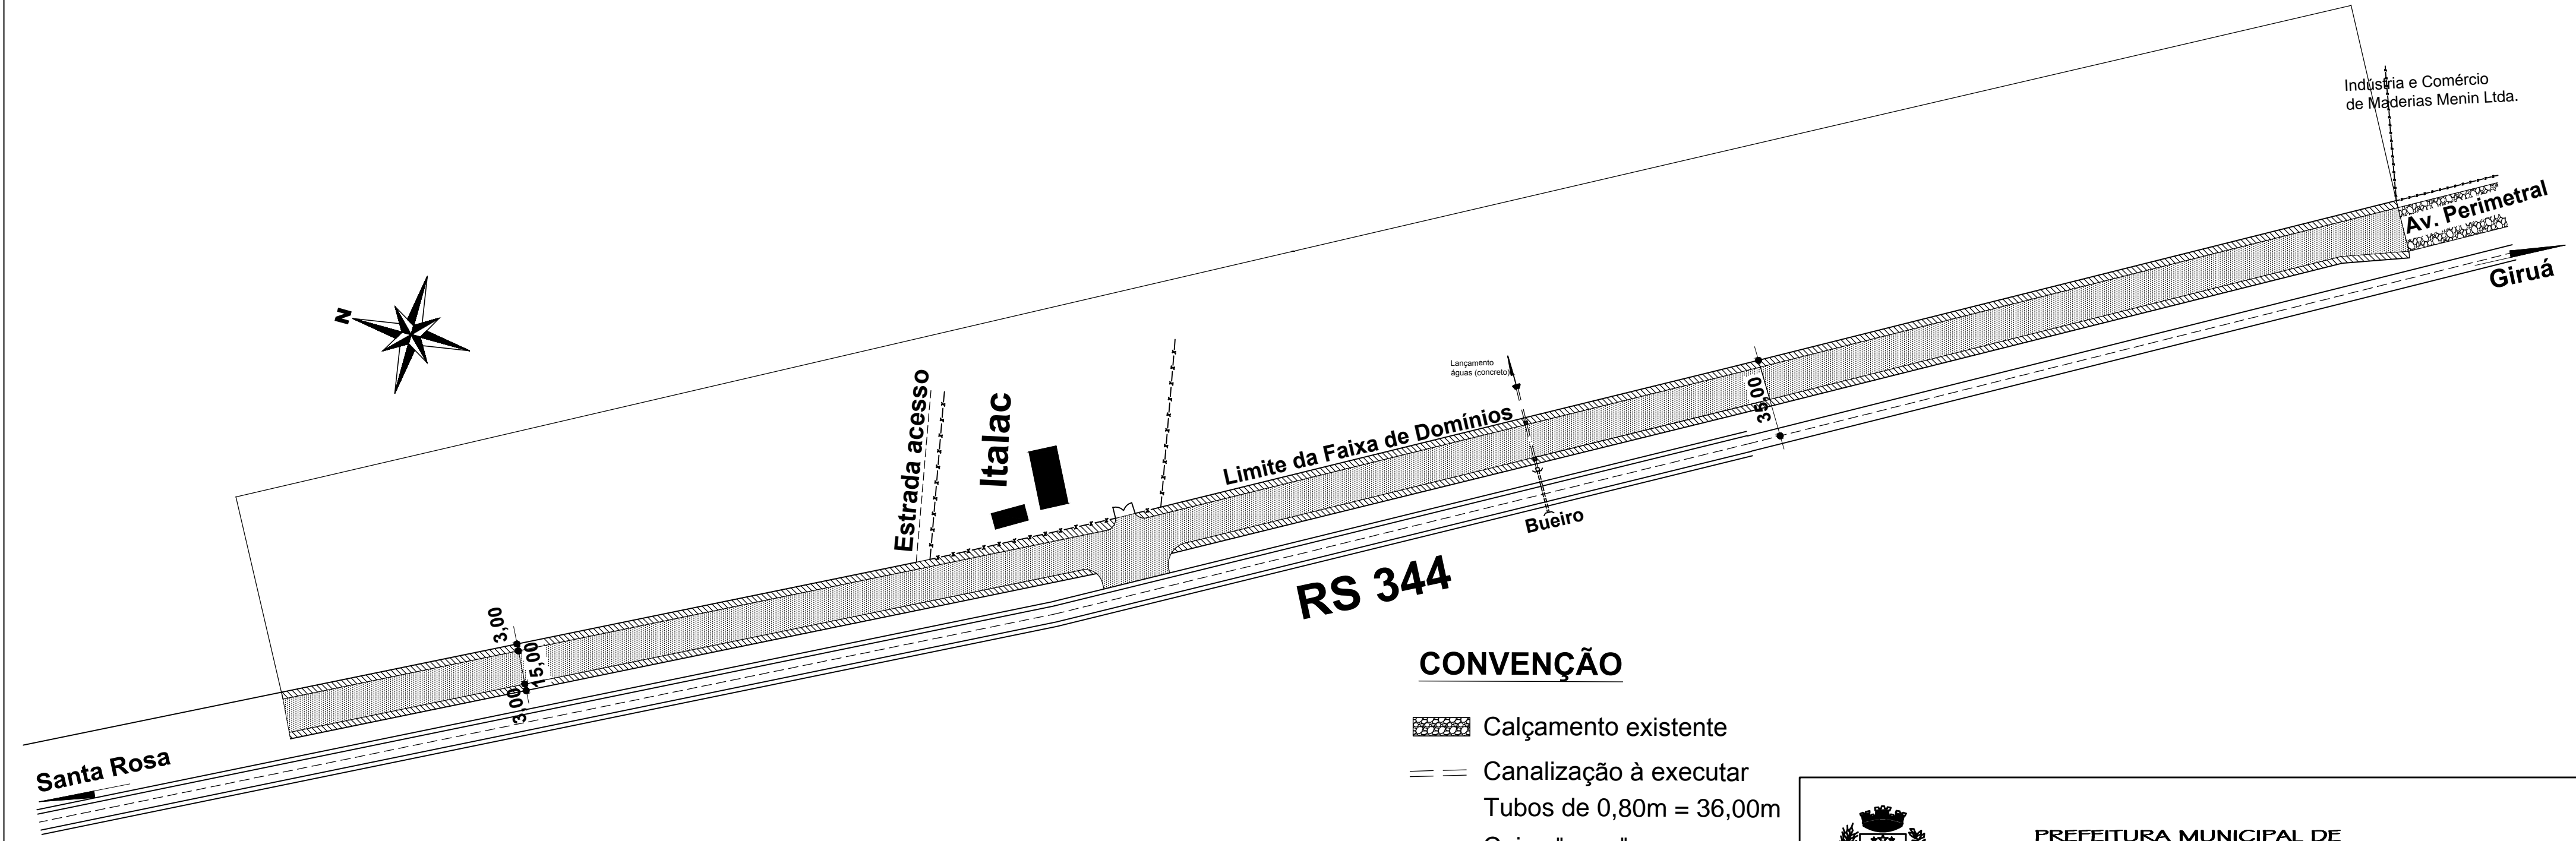 Indústria e Comércio
de Maderias Menin Ltda.
Av. Perimetral
Giruá
N
Lançamento
águas (concreto)
35,00
Estrada acesso
Italac
Limite da Faixa de Domínios
Bueiro
RS 344
3,00
15,00
3,00
Santa Rosa
CONVENÇÃO
Calçamento existente
Canalização à executar
Tubos de 0,80m = 36,00m
PREFEITURA MUNICIPAL DE